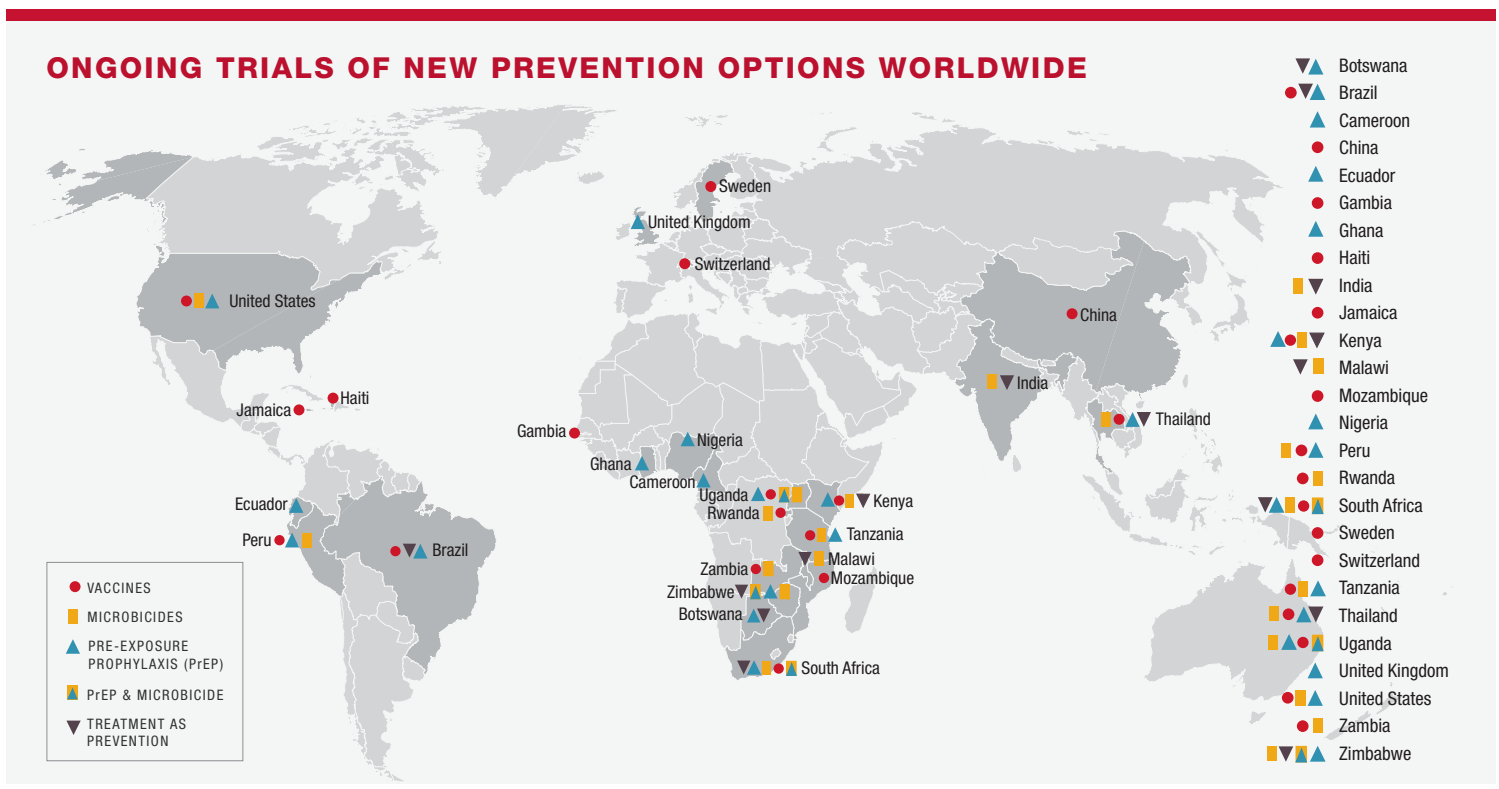 ONGOING TRIALS OF NEW PREVENTION OPTIONS WORLDWIDE
Sweden
United Kingdom
Switzerland
United States
China
Haiti
Jamaica
India
Thailand
Gambia
Nigeria
Ghana
Cameroon
Uganda
Kenya
Rwanda
Ecuador
Tanzania
Peru
Brazil
Malawi
Zambia
Mozambique
Zimbabwe
Botswana
South Africa
VACCINES
MICROBICIDES
PRE-EXPOSURE
PROPHYLAXIS (PrEP)
PrEP & MICROBICIDE
TREATMENT AS
PREVENTION
Botswana
Brazil
Cameroon
China
Ecuador
Gambia
Ghana
Haiti
India
Jamaica
Kenya
Malawi
Mozambique
Nigeria
Peru
Rwanda
South Africa
Sweden
Switzerland
Tanzania
Thailand
Uganda
United Kingdom
United States
Zambia
Zimbabwe